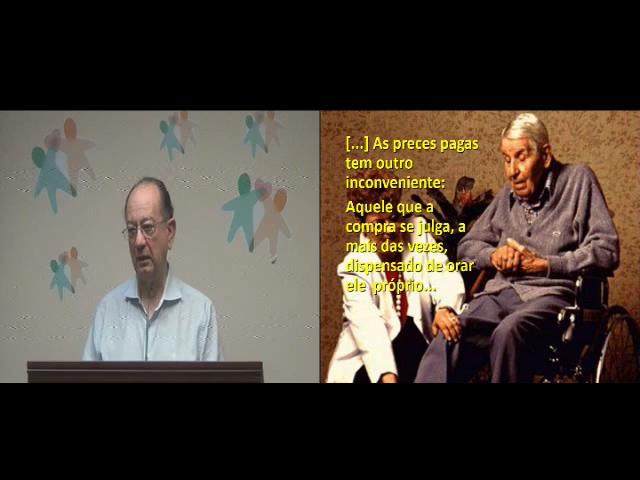 [...] As preces pagas
tem outro
inconveniente:
Aquele que a
compra se julga, a
mais das vezes,
dispensado de orar
ele próprio...